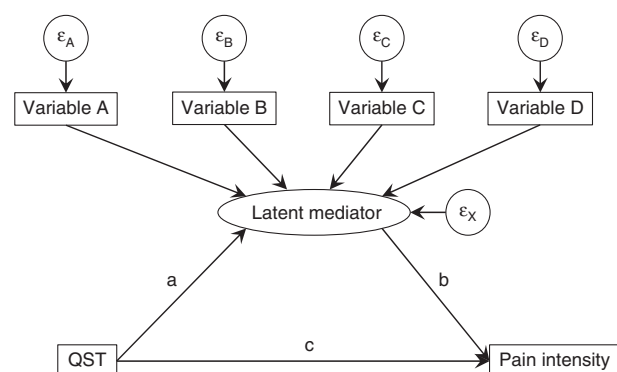 εA
εB
εC
εD
Variable A
Variable B
Variable C
Variable D
Latent mediator
εX
a
b
c
QST
Pain intensity